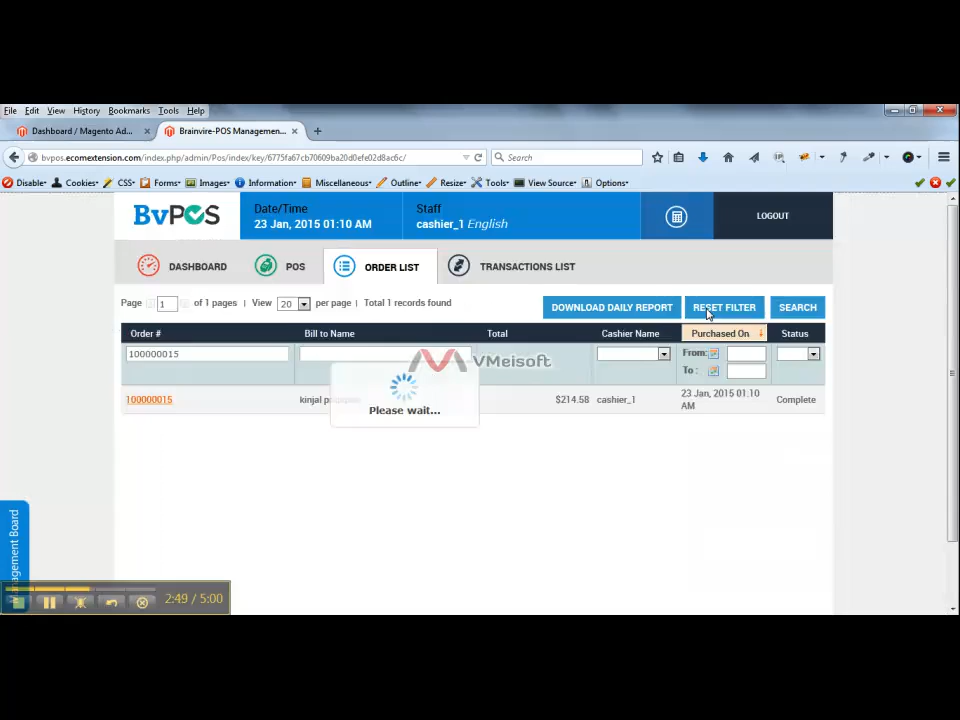 File Edit View History Bookmarks Tools Help
Dashboard / Magento Ad... × Brainvire-POS Managemen... × +
bvpos.ecomextension.com/index.php/admin/Pos/index/key/6775fa67cb70609ba20d0efe02d8ac6c/ Search
Disable Cookies CSS Forms Images Information Miscellaneous Outline Resize Tools View Source Options
BvPOS
Date/Time
23 Jan, 2015 01:10 AM
Staff
cashier_1 English
LOGOUT
DASHBOARD POS ORDER LIST TRANSACTIONS LIST
Page 1 of 1 pages | View 20 per page | Total 1 records found
DOWNLOAD DAILY REPORT RESET FILTER SEARCH
Order # Bill to Name Total Cashier Name Purchased On Status
100000015 From:
To :
VMeisoft
Please wait...
100000015 kinjal $214.58 cashier_1 23 Jan, 2015 01:10 AM Complete
Management Board
2:49 / 5:00